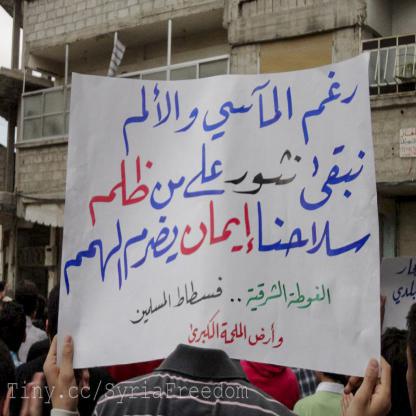 رغم المآسي والألم
نبقى نثور على من ظلم
سلاحنا إيمان يضرم الهمم
الغوطة الشرقية .. فسطاط المسلمين
وأرض الملحمة الكبرى
Tiny.cc/SyriaFreedom